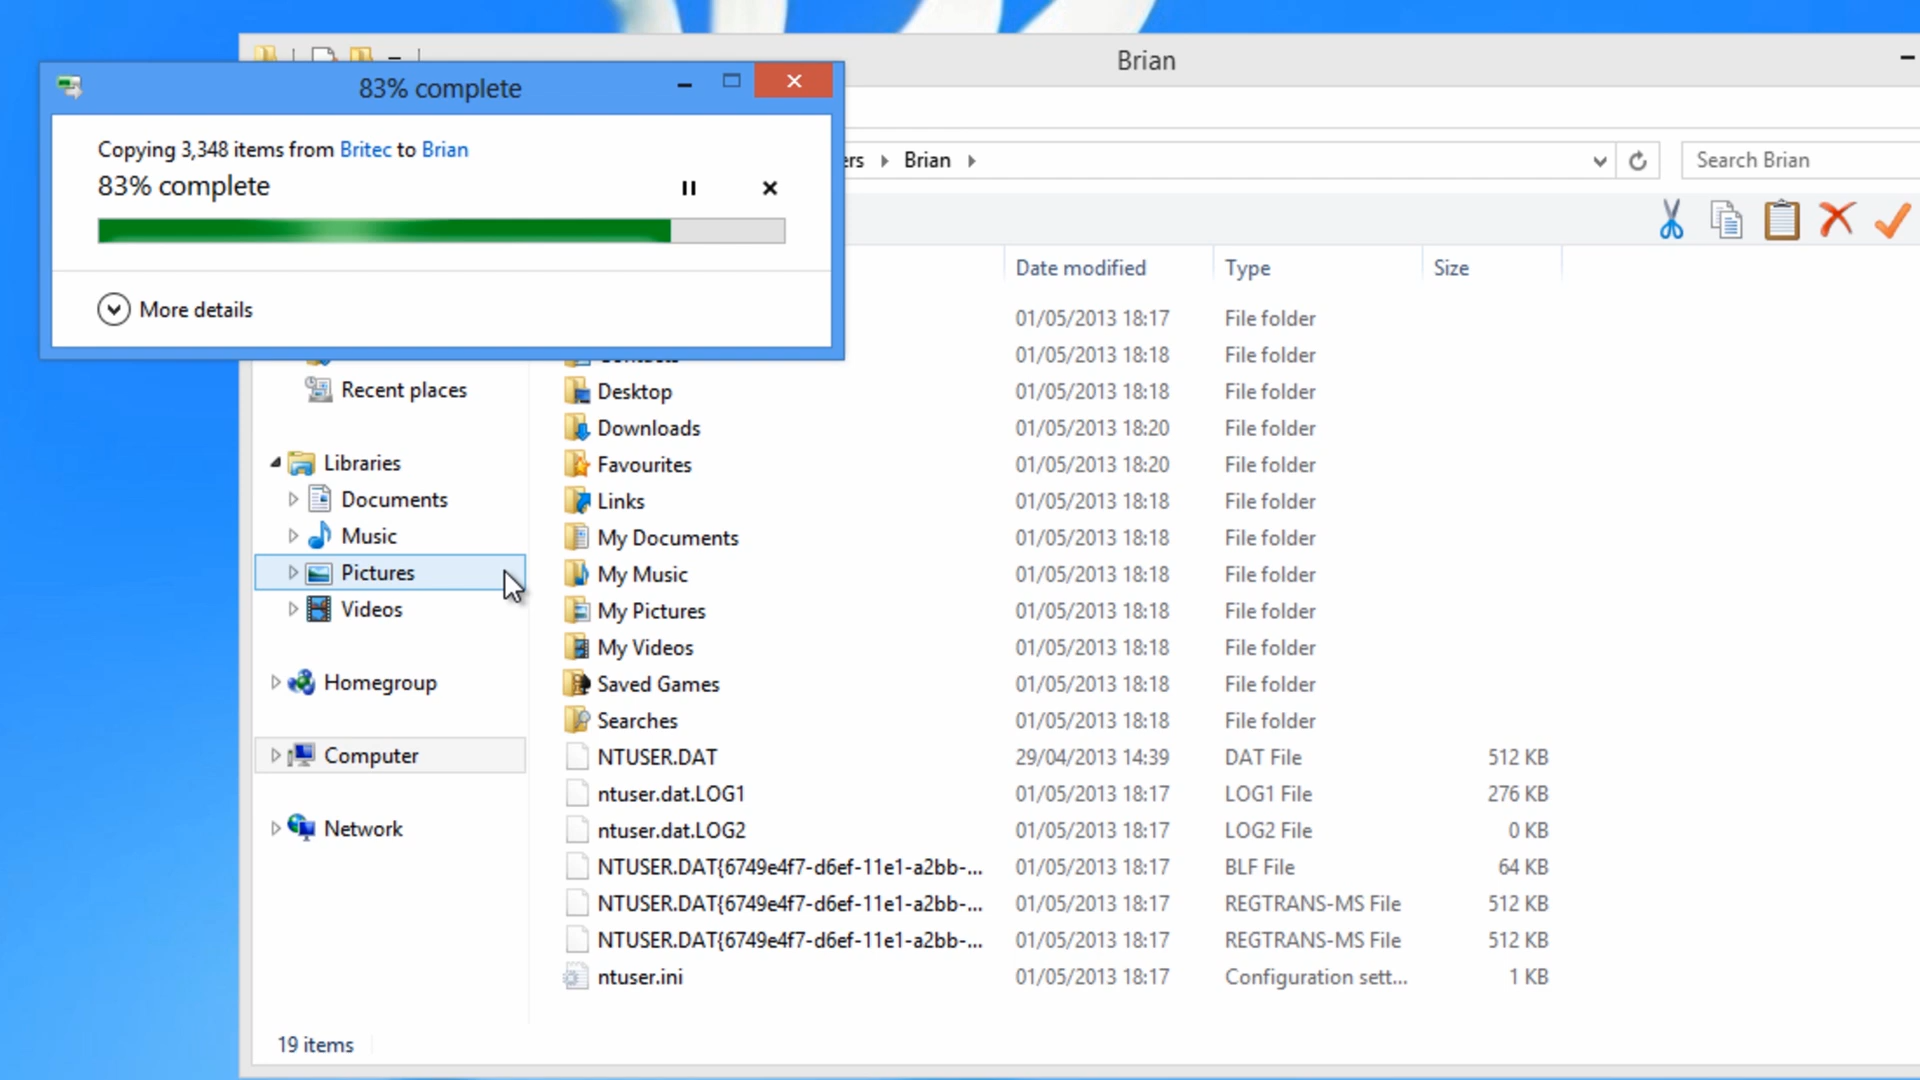 Brian
83% complete
Copying 3,348 items from Britec to Brian
83% complete
More details
Brian
Search Brian
Date modified Type Size
01/05/2013 18:17 File folder
01/05/2013 18:18 File folder
Desktop 01/05/2013 18:18 File folder
Downloads 01/05/2013 18:20 File folder
Favourites 01/05/2013 18:20 File folder
Links 01/05/2013 18:18 File folder
My Documents 01/05/2013 18:18 File folder
My Music 01/05/2013 18:18 File folder
My Pictures 01/05/2013 18:18 File folder
My Videos 01/05/2013 18:18 File folder
Saved Games 01/05/2013 18:18 File folder
Searches 01/05/2013 18:18 File folder
NTUSER.DAT 29/04/2013 14:39 DAT File 512 KB
ntuser.dat.LOG1 01/05/2013 18:17 LOG1 File 276 KB
ntuser.dat.LOG2 01/05/2013 18:17 LOG2 File 0 KB
NTUSER.DAT{6749e4f7-d6ef-11e1-a2bb-... 01/05/2013 18:17 BLF File 64 KB
NTUSER.DAT{6749e4f7-d6ef-11e1-a2bb-... 01/05/2013 18:17 REGTRANS-MS File 512 KB
NTUSER.DAT{6749e4f7-d6ef-11e1-a2bb-... 01/05/2013 18:17 REGTRANS-MS File 512 KB
ntuser.ini 01/05/2013 18:17 Configuration sett... 1 KB
Recent places
Libraries
Documents
Music
Pictures
Videos
Homegroup
Computer
Network
19 items